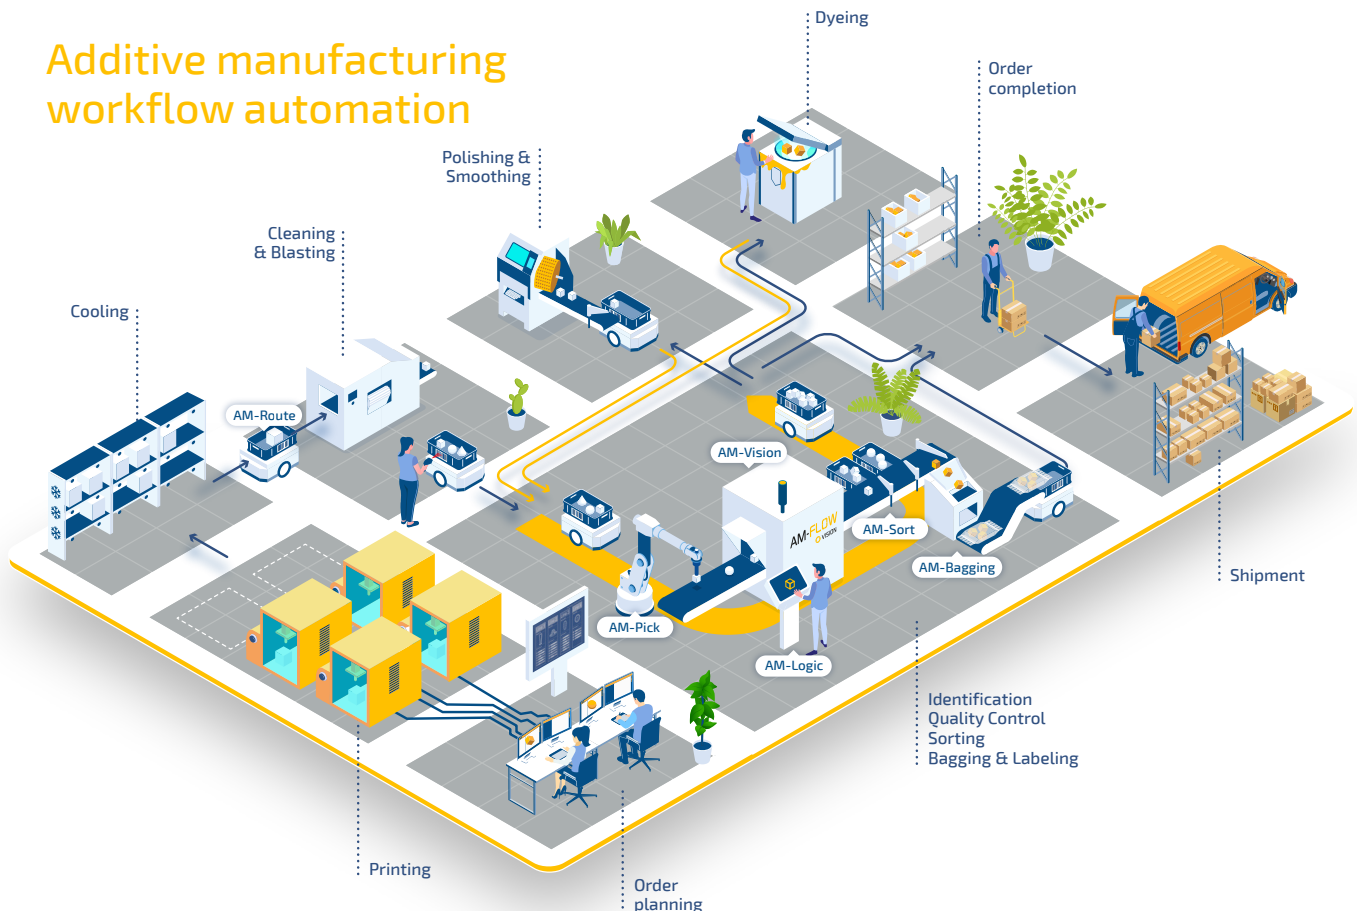 Additive manufacturing
workflow automation
Dyeing
Order
completion
Polishing &
Smoothing
Cleaning
& Blasting
Cooling
AM-Route
AM-Vision
AM-FLOW
VISION
AM-Sort
AM-Bagging
Shipment
AM-Pick
AM-Logic
Identification
Quality Control
Sorting
Bagging & Labeling
Printing
Order
planning